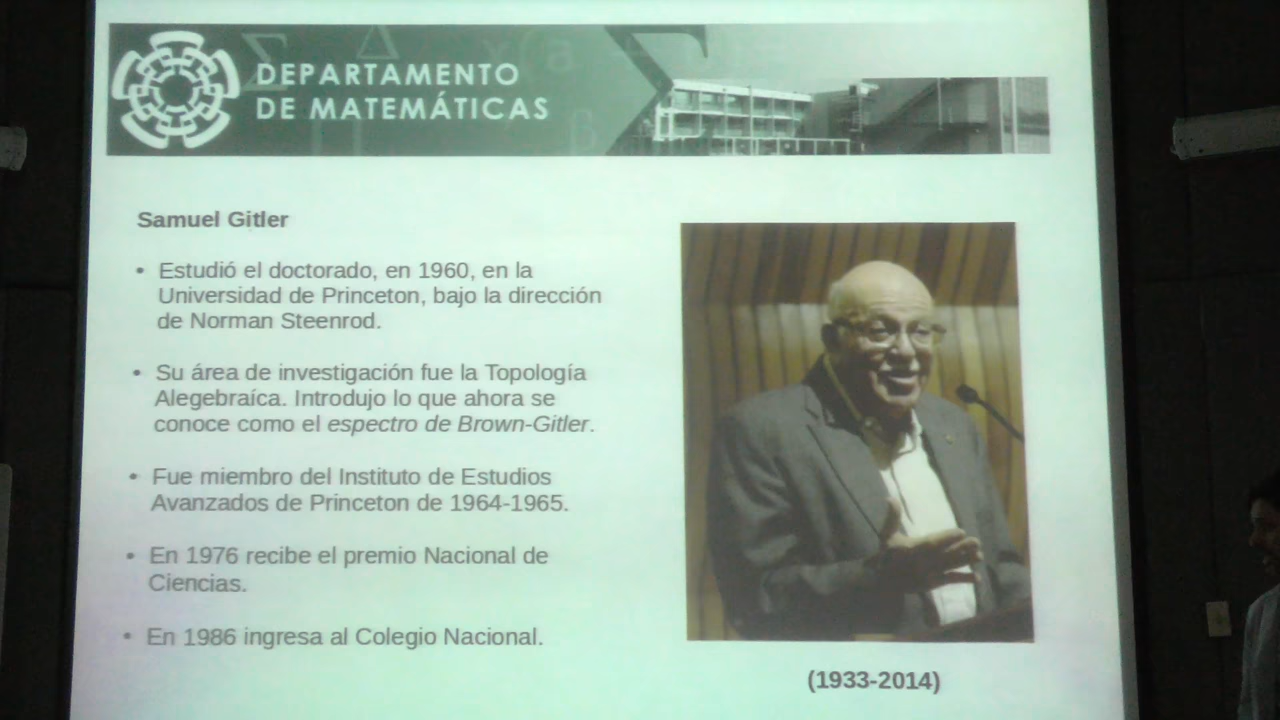 DEPARTAMENTO
DE MATEMÁTICAS
Samuel Gitler
• Estudió el doctorado, en 1960, en la
Universidad de Princeton, bajo la dirección
de Norman Steenrod.
• Su área de investigación fue la Topología
Alegebraíca. Introdujo lo que ahora se
conoce como el espectro de Brown-Gitler.
• Fue miembro del Instituto de Estudios
Avanzados de Princeton de 1964-1965.
• En 1976 recibe el premio Nacional de
Ciencias.
• En 1986 ingresa al Colegio Nacional.
(1933-2014)